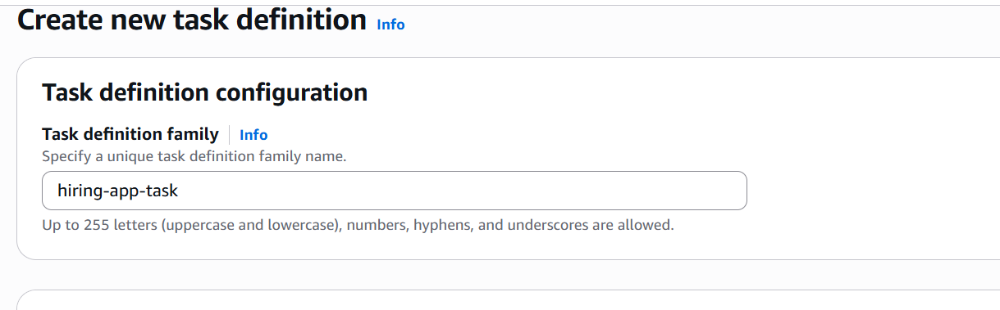 Create new task definition Info
Task definition configuration
Task definition family Info
Specify a unique task definition family name.
hiring-app-task
Up to 255 letters (uppercase and lowercase), numbers, hyphens, and underscores are allowed.